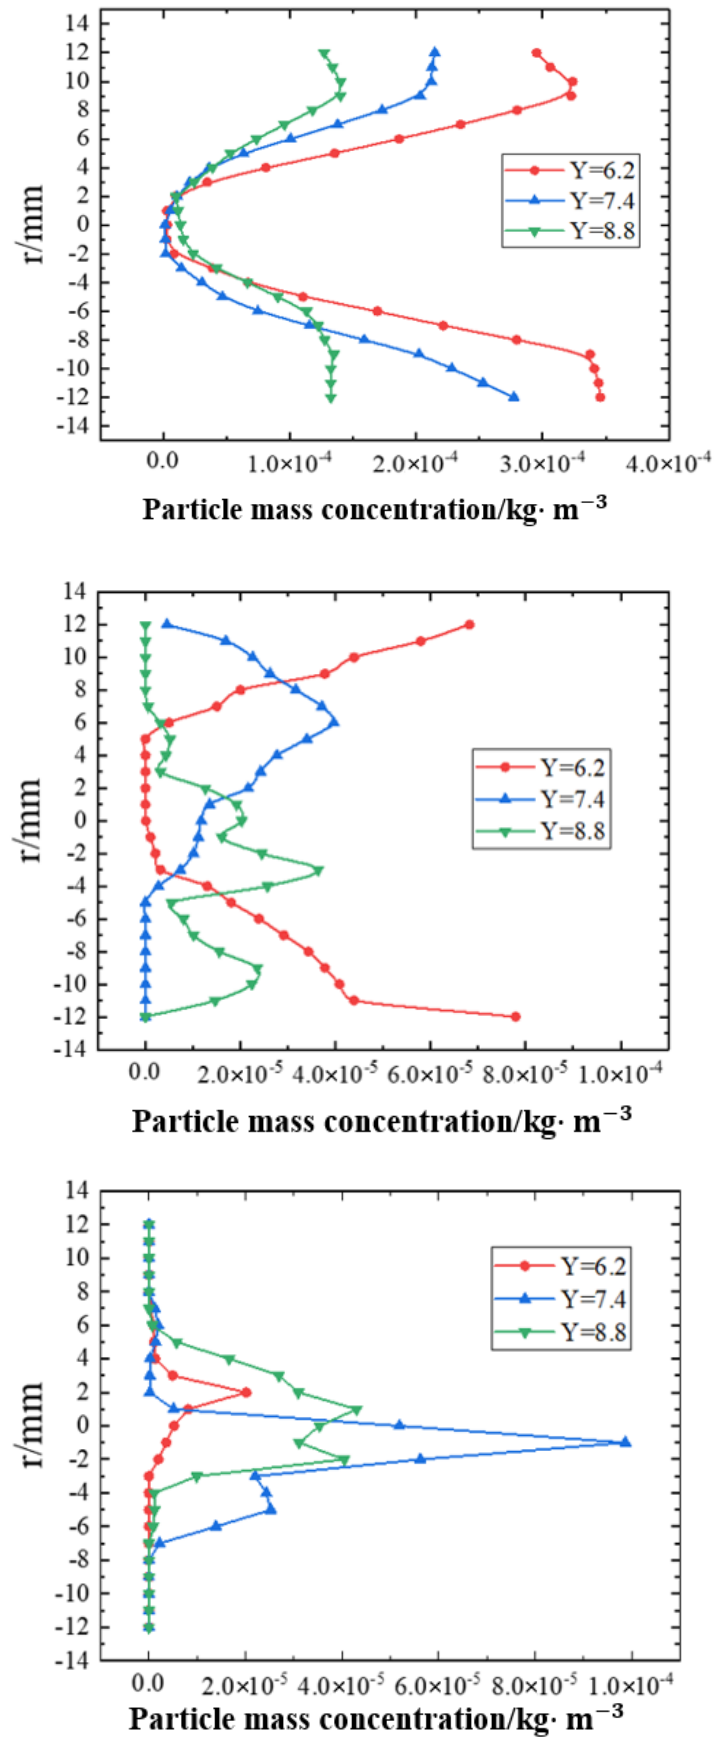 14
12
10
8
6
4
2
0
-2
-4
-6
-8
-10
-12
-14
r/mm
Y=6.2
Y=7.4
Y=8.8
0.0 1.0×10⁻⁴ 2.0×10⁻⁴ 3.0×10⁻⁴ 4.0×10⁻⁴
Particle mass concentration/kg· m⁻³
14
12
10
8
6
4
2
0
-2
-4
-6
-8
-10
-12
-14
r/mm
Y=6.2
Y=7.4
Y=8.8
0.0 2.0×10⁻⁵ 4.0×10⁻⁵ 6.0×10⁻⁵ 8.0×10⁻⁵ 1.0×10⁻⁴
Particle mass concentration/kg· m⁻³
14
12
10
8
6
4
2
0
-2
-4
-6
-8
-10
-12
-14
r/mm
Y=6.2
Y=7.4
Y=8.8
0.0 2.0×10⁻⁵ 4.0×10⁻⁵ 6.0×10⁻⁵ 8.0×10⁻⁵ 1.0×10⁻⁴
Particle mass concentration/kg· m⁻³